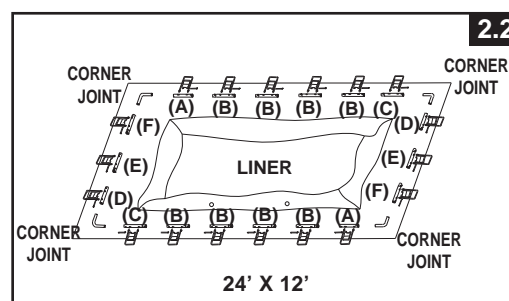 2.2
CORNER
JOINT
CORNER
JOINT
(A) (B) (B) (B) (B) (C)
(F) (D)
(E) LINER (E)
(D) (F)
(C) (B) (B) (B) (B) (A)
CORNER
JOINT
CORNER
JOINT
24' X 12'